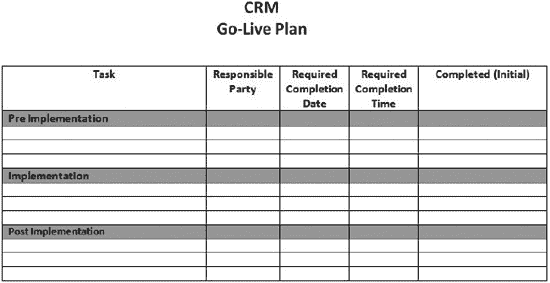 CRM
Go-Live Plan
Task Responsible Party Required Completion Date Required Completion Time Completed (Initial)
Pre Implementation
Implementation
Post Implementation